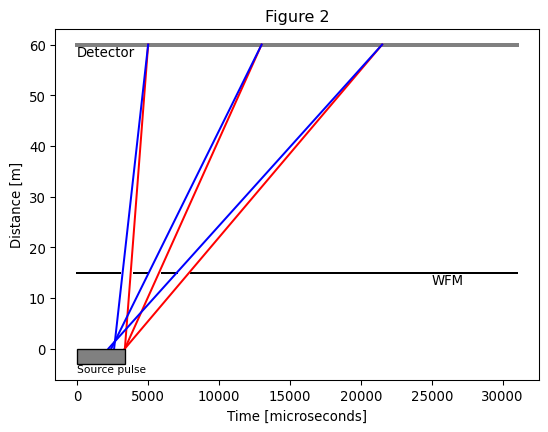 Figure 2
60
50
40
30
20
10
0
Distance [m]
Detector
WFM
Source pulse
0 5000 10000 15000 20000 25000 30000
Time [microseconds]